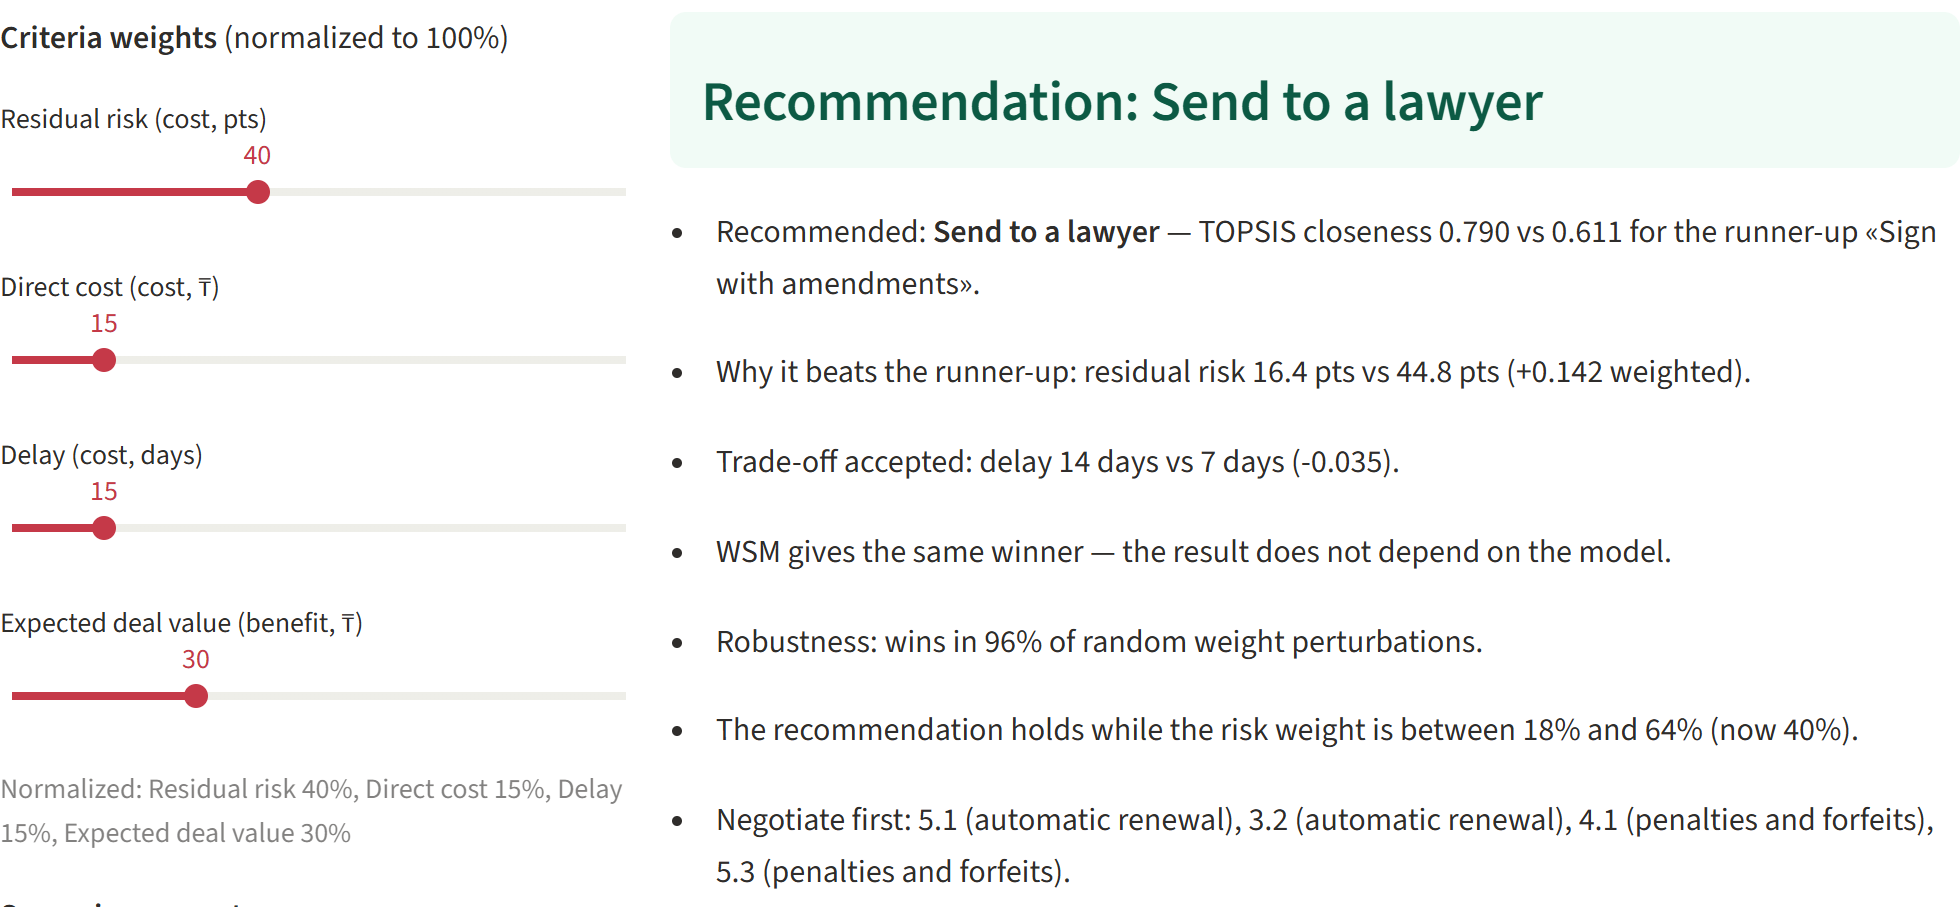 Criteria weights (normalized to 100%)
Residual risk (cost, pts)
40
Direct cost (cost, ₸)
15
Delay (cost, days)
15
Expected deal value (benefit, ₸)
30
Normalized: Residual risk 40%, Direct cost 15%, Delay
15%, Expected deal value 30%
Recommendation: Send to a lawyer
• Recommended: Send to a lawyer — TOPSIS closeness 0.790 vs 0.611 for the runner-up «Sign
with amendments».
• Why it beats the runner-up: residual risk 16.4 pts vs 44.8 pts (+0.142 weighted).
• Trade-off accepted: delay 14 days vs 7 days (-0.035).
• WSM gives the same winner — the result does not depend on the model.
• Robustness: wins in 96% of random weight perturbations.
• The recommendation holds while the risk weight is between 18% and 64% (now 40%).
• Negotiate first: 5.1 (automatic renewal), 3.2 (automatic renewal), 4.1 (penalties and forfeits),
5.3 (penalties and forfeits).